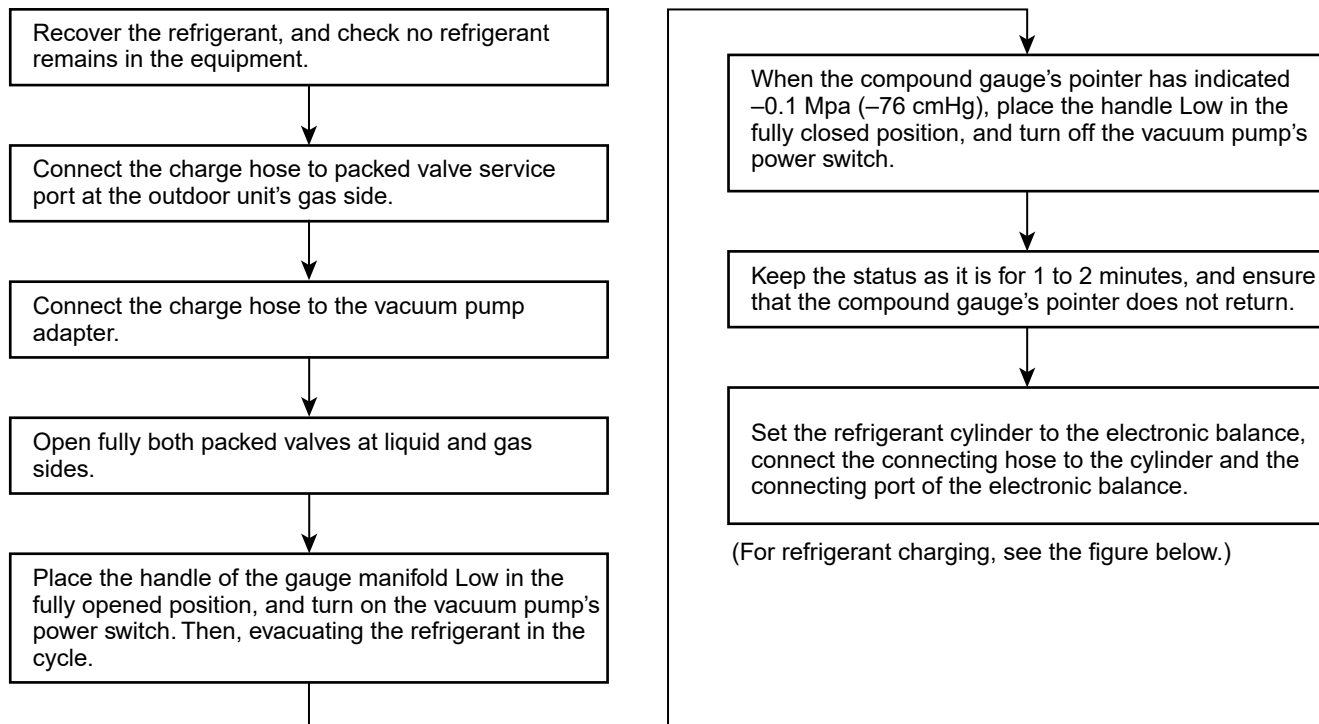 Recover the refrigerant, and check no refrigerant
remains in the equipment.
Connect the charge hose to packed valve service
port at the outdoor unit’s gas side.
Connect the charge hose to the vacuum pump
adapter.
Open fully both packed valves at liquid and gas
sides.
Place the handle of the gauge manifold Low in the
fully opened position, and turn on the vacuum pump’s
power switch. Then, evacuating the refrigerant in the
cycle.
When the compound gauge’s pointer has indicated
–0.1 Mpa (–76 cmHg), place the handle Low in the
fully closed position, and turn off the vacuum pump’s
power switch.
Keep the status as it is for 1 to 2 minutes, and ensure
that the compound gauge’s pointer does not return.
Set the refrigerant cylinder to the electronic balance,
connect the connecting hose to the cylinder and the
connecting port of the electronic balance.
(For refrigerant charging, see the figure below.)